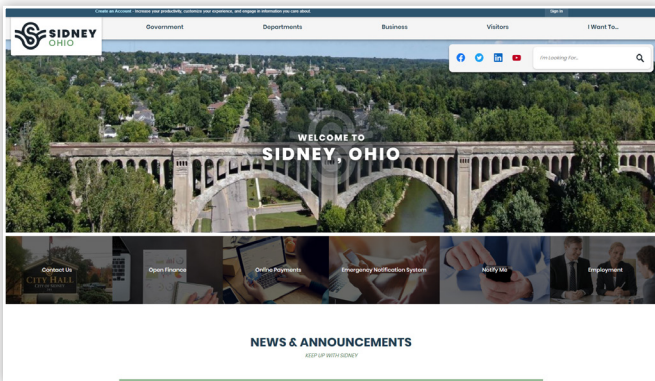 Create an Account - Increase your productivity, customize your experience, and engage in information you care about.
Sign In
SIDNEY
OHIO
Government
Departments
Business
Visitors
I Want To...
I'm Looking For...
WELCOME TO
SIDNEY, OHIO
Contact Us
Open Finance
Online Payments
Emergency Notification System
Notify Me
Employment
CITY HALL
NEWS & ANNOUNCEMENTS
KEEP UP WITH SIDNEY